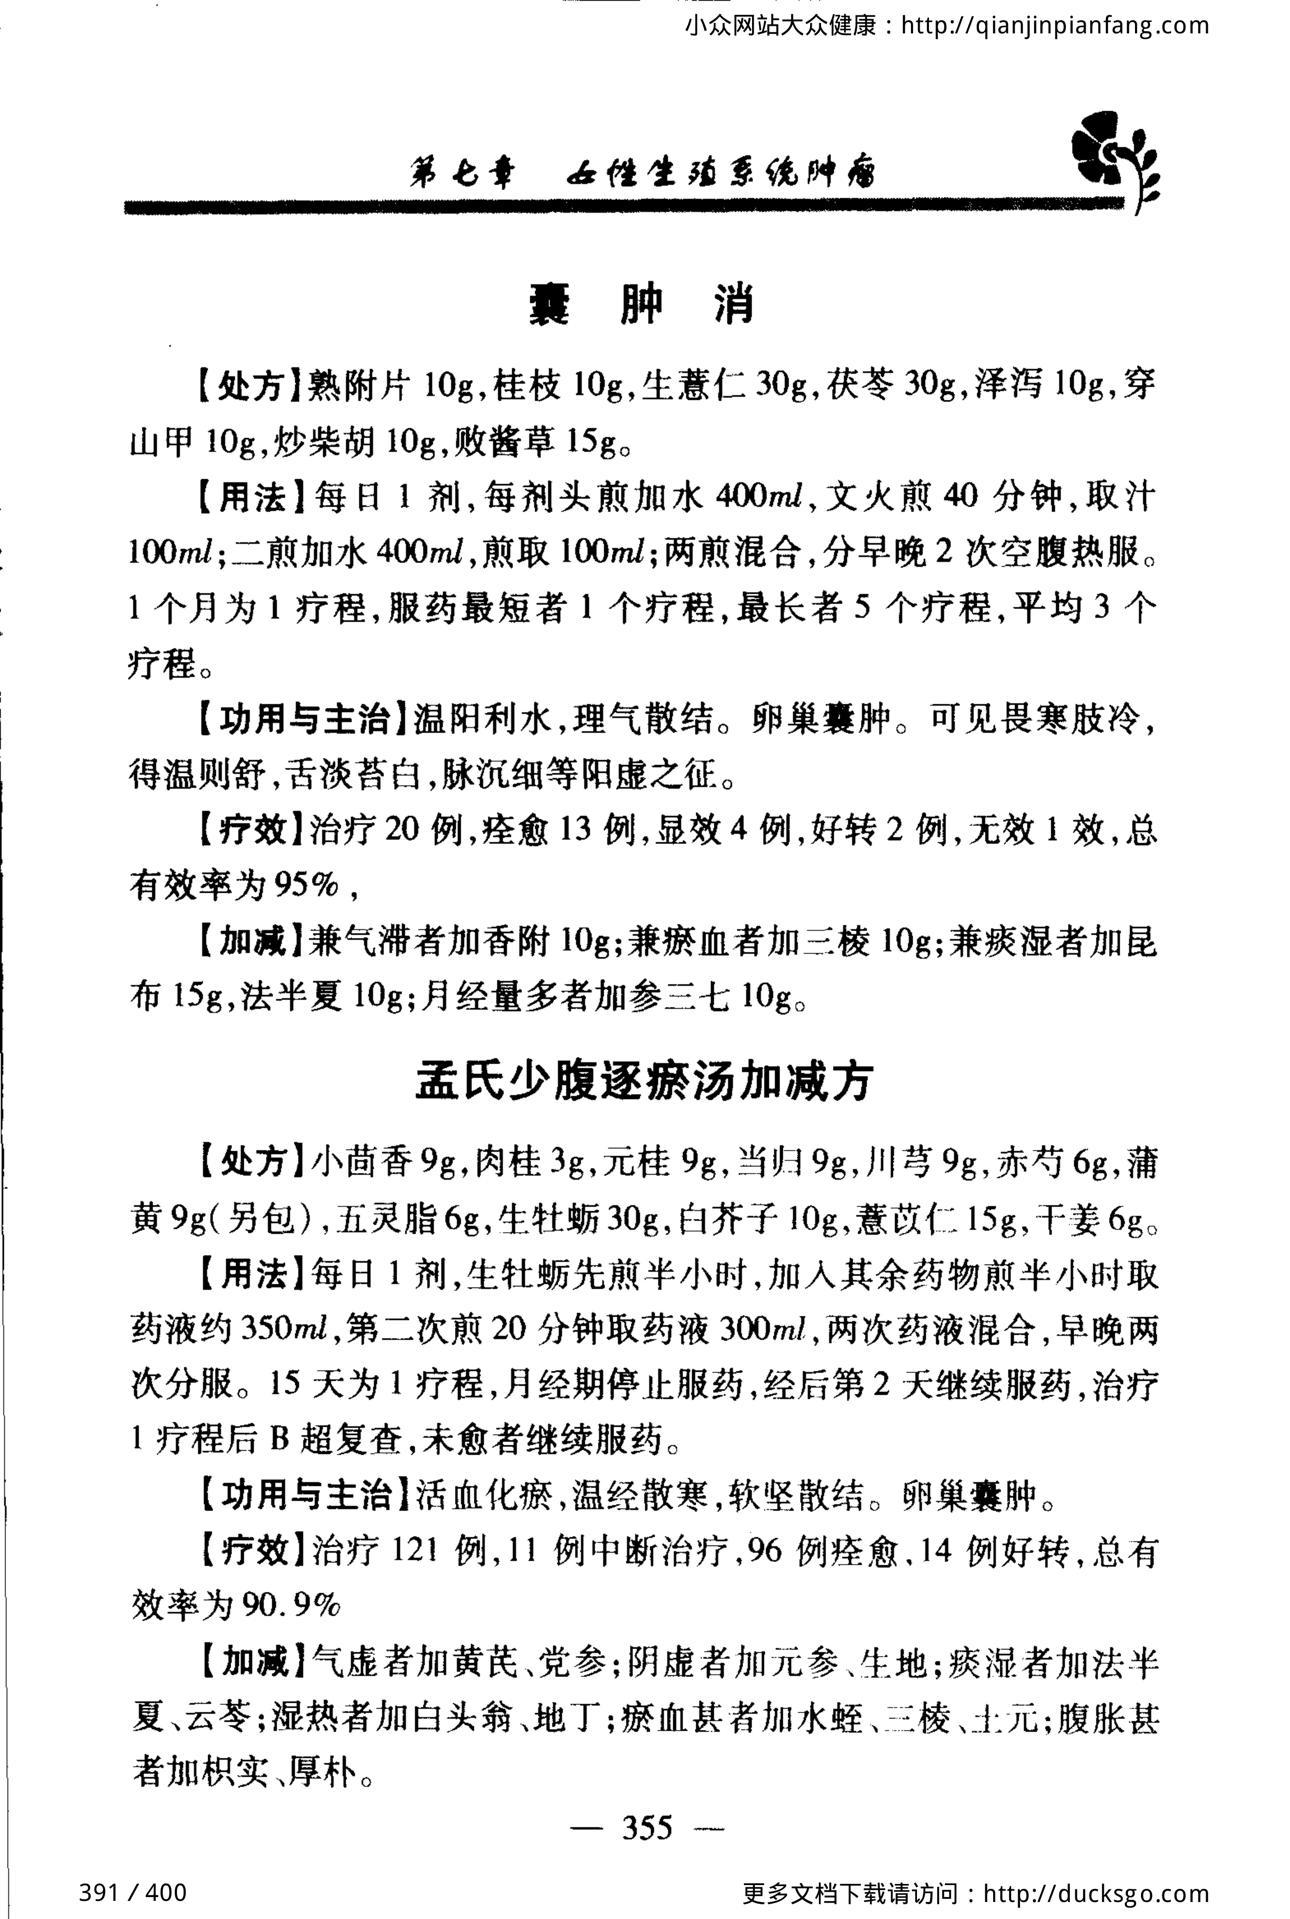 小众网站大众健康：http://qianjinpianfang.com
第七章 女性生殖系统肿瘤
囊 肿 消
【处方】熟附片 10g,桂枝 10g,生薏仁 30g,茯苓 30g,泽泻 10g,穿
山甲 10g,炒柴胡 10g,败酱草 15g。
【用法】每日 1 剂,每剂头煎加水 400ml,文火煎 40 分钟,取汁
100ml;二煎加水 400ml,煎取 100ml;两煎混合,分早晚 2 次空腹热服。
1 个月为 1 疗程,服药最短者 1 个疗程,最长者 5 个疗程,平均 3 个
疗程。
【功用与主治】温阳利水,理气散结。卵巢囊肿。可见畏寒肢冷,
得温则舒,舌淡苔白,脉沉细等阳虚之征。
【疗效】治疗 20 例,痊愈 13 例,显效 4 例,好转 2 例,无效 1 效,总
有效率为 95%,
【加减】兼气滞者加香附 10g;兼瘀血者加三棱 10g;兼痰湿者加昆
布 15g,法半夏 10g;月经量多者加参三七 10g。
孟氏少腹逐瘀汤加减方
【处方】小茴香 9g,肉桂 3g,元桂 9g,当归 9g,川芎 9g,赤芍 6g,蒲
黄 9g(另包),五灵脂 6g,生牡蛎 30g,白芥子 10g,薏苡仁 15g,干姜 6g。
【用法】每日 1 剂,生牡蛎先煎半小时,加入其余药物煎半小时取
药液约 350ml,第二次煎 20 分钟取药液 300ml,两次药液混合,早晚两
次分服。15 天为 1 疗程,月经期停止服药,经后第 2 天继续服药,治疗
1 疗程后 B 超复查,未愈者继续服药。
【功用与主治】活血化瘀,温经散寒,软坚散结。卵巢囊肿。
【疗效】治疗 121 例,11 例中断治疗,96 例痊愈,14 例好转,总有
效率为 90.9%
【加减】气虚者加黄芪、党参;阴虚者加元参、生地;痰湿者加法半
夏、云苓;湿热者加白头翁、地丁;瘀血甚者加水蛭、三棱、土元;腹胀甚
者加枳实、厚朴。
— 355 —
391 / 400
更多文档下载请访问：http://ducksgo.com